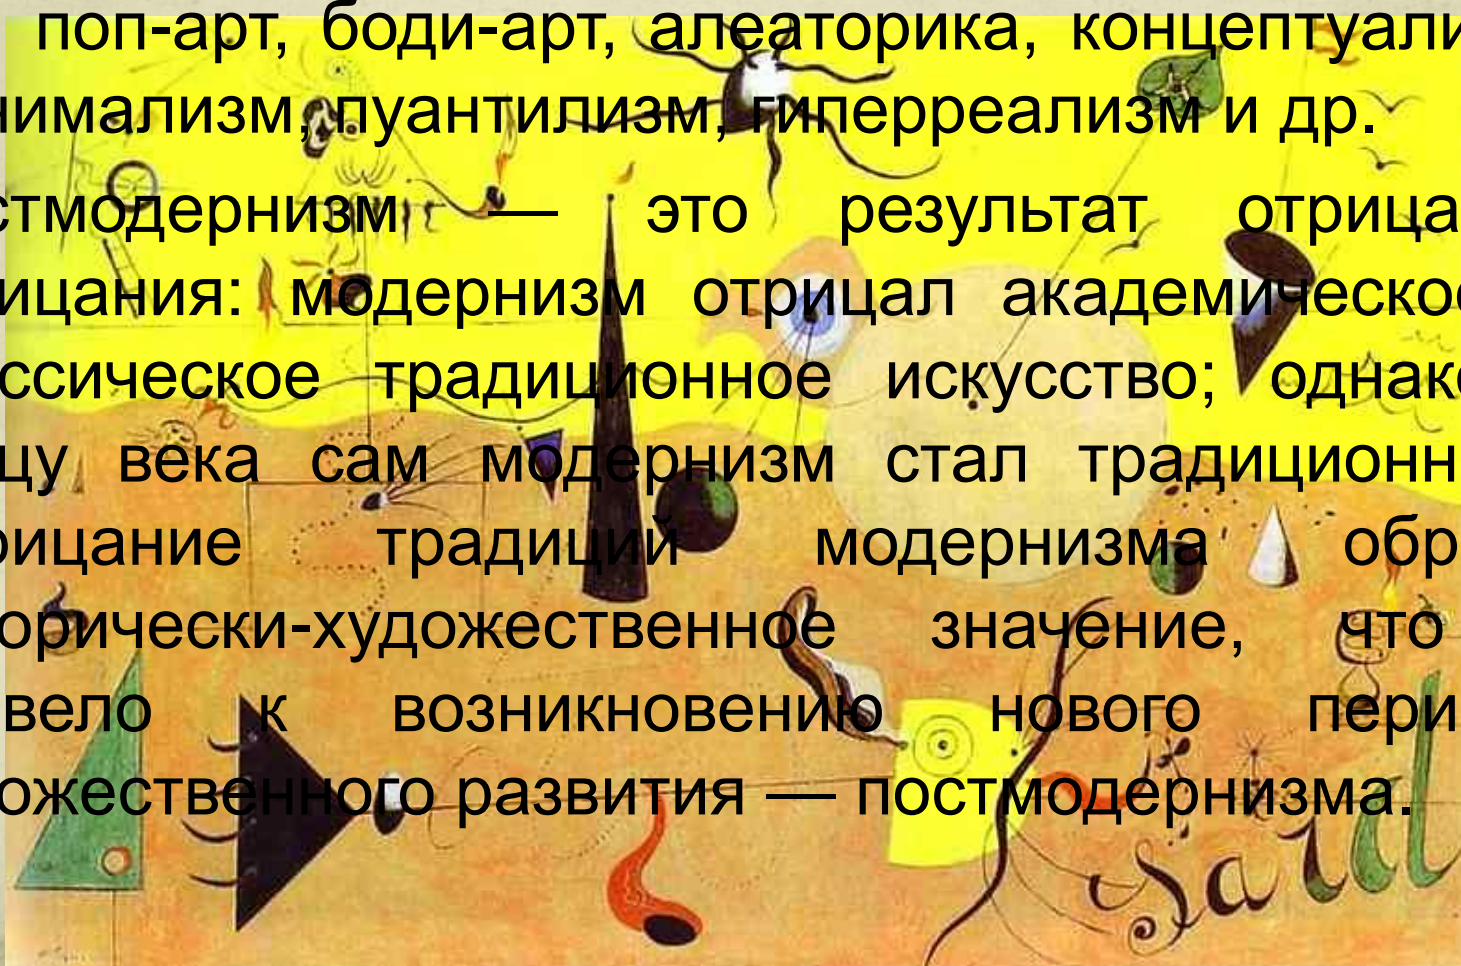 поп-арт, боди-арт, алеаторика, концептуали
нимализм, пуантилизм, гиперреализм и др.
стмодернизм — это результат отрица
ицания: модернизм отрицал академическо
ссическое традиционное искусство; однак
цу века сам модернизм стал традиционн
рицание традиций модернизма обр
орически-художественное значение, что
вело к возникновению нового пери
ожественного развития — постмодернизма.
Sard